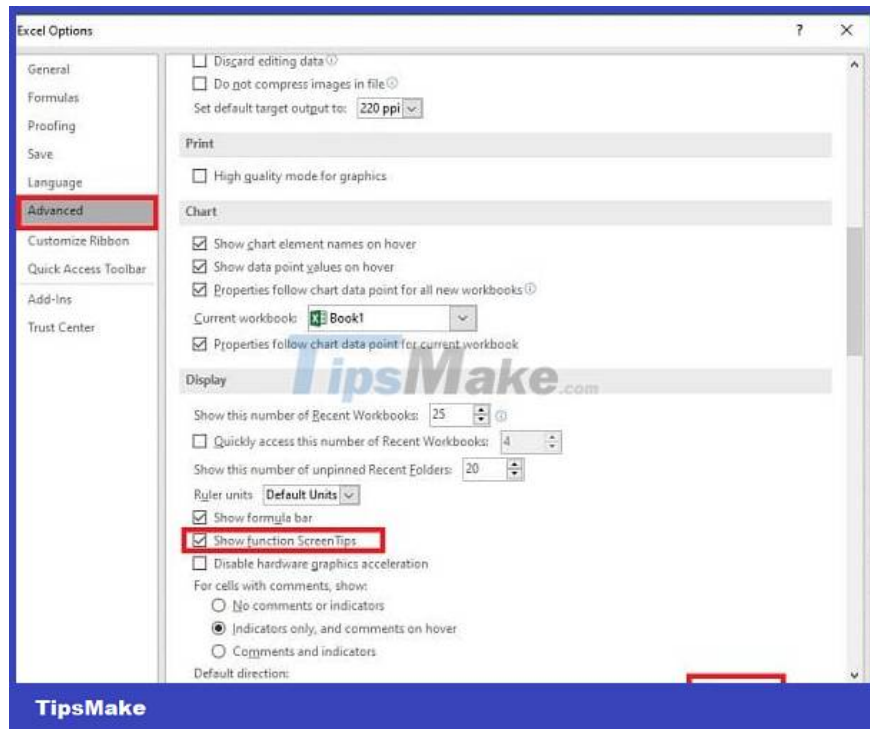 Excel Options
?
General
Formulas
Proofing
Save
Language
Advanced
Customize Ribbon
Quick Access Toolbar
Add-Ins
Trust Center
Discard editing data
Do not compress images in file
Set default target output to: 220 ppi
Print
High quality mode for graphics
Chart
Show chart element names on hover
Show data point values on hover
Properties follow chart data point for all new workbooks
Current workbook: Book1
Properties follow chart data point for current workbook
TipsMake.com
Display
Show this number of Recent Workbooks: 25
Quickly access this number of Recent Workbooks: 4
Show this number of unpinned Recent Folders: 20
Ruler units Default Units
Show formula bar
Show function ScreenTips
Disable hardware graphics acceleration
For cells with comments, show:
No comments or indicators
Indicators only, and comments on hover
Comments and indicators
Default direction:
TipsMake